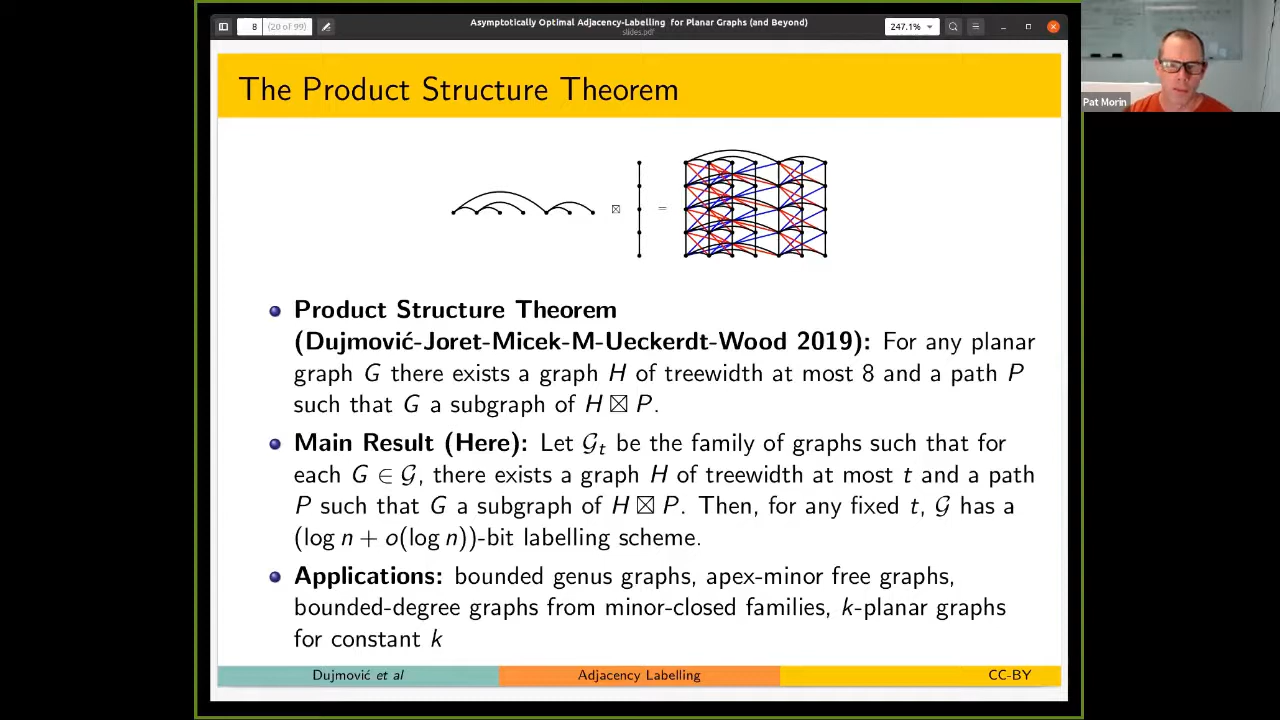 Asymptotically Optimal Adjacency-Labelling for Planar Graphs (and Beyond)
slides.pdf
8 (20 of 99)
247.1%
Pat Morin
The Product Structure Theorem
⊠ =
Product Structure Theorem
(Dujmović-Joret-Micek-M-Ueckerdt-Wood 2019): For any planar
graph G there exists a graph H of treewidth at most 8 and a path P
such that G a subgraph of H ⊠ P.
Main Result (Here): Let 𝒢t be the family of graphs such that for
each G ∈ 𝒢, there exists a graph H of treewidth at most t and a path
P such that G a subgraph of H ⊠ P. Then, for any fixed t, 𝒢 has a
(log n + o(log n))-bit labelling scheme.
Applications: bounded genus graphs, apex-minor free graphs,
bounded-degree graphs from minor-closed families, k-planar graphs
for constant k
Dujmović et al Adjacency Labelling CC-BY